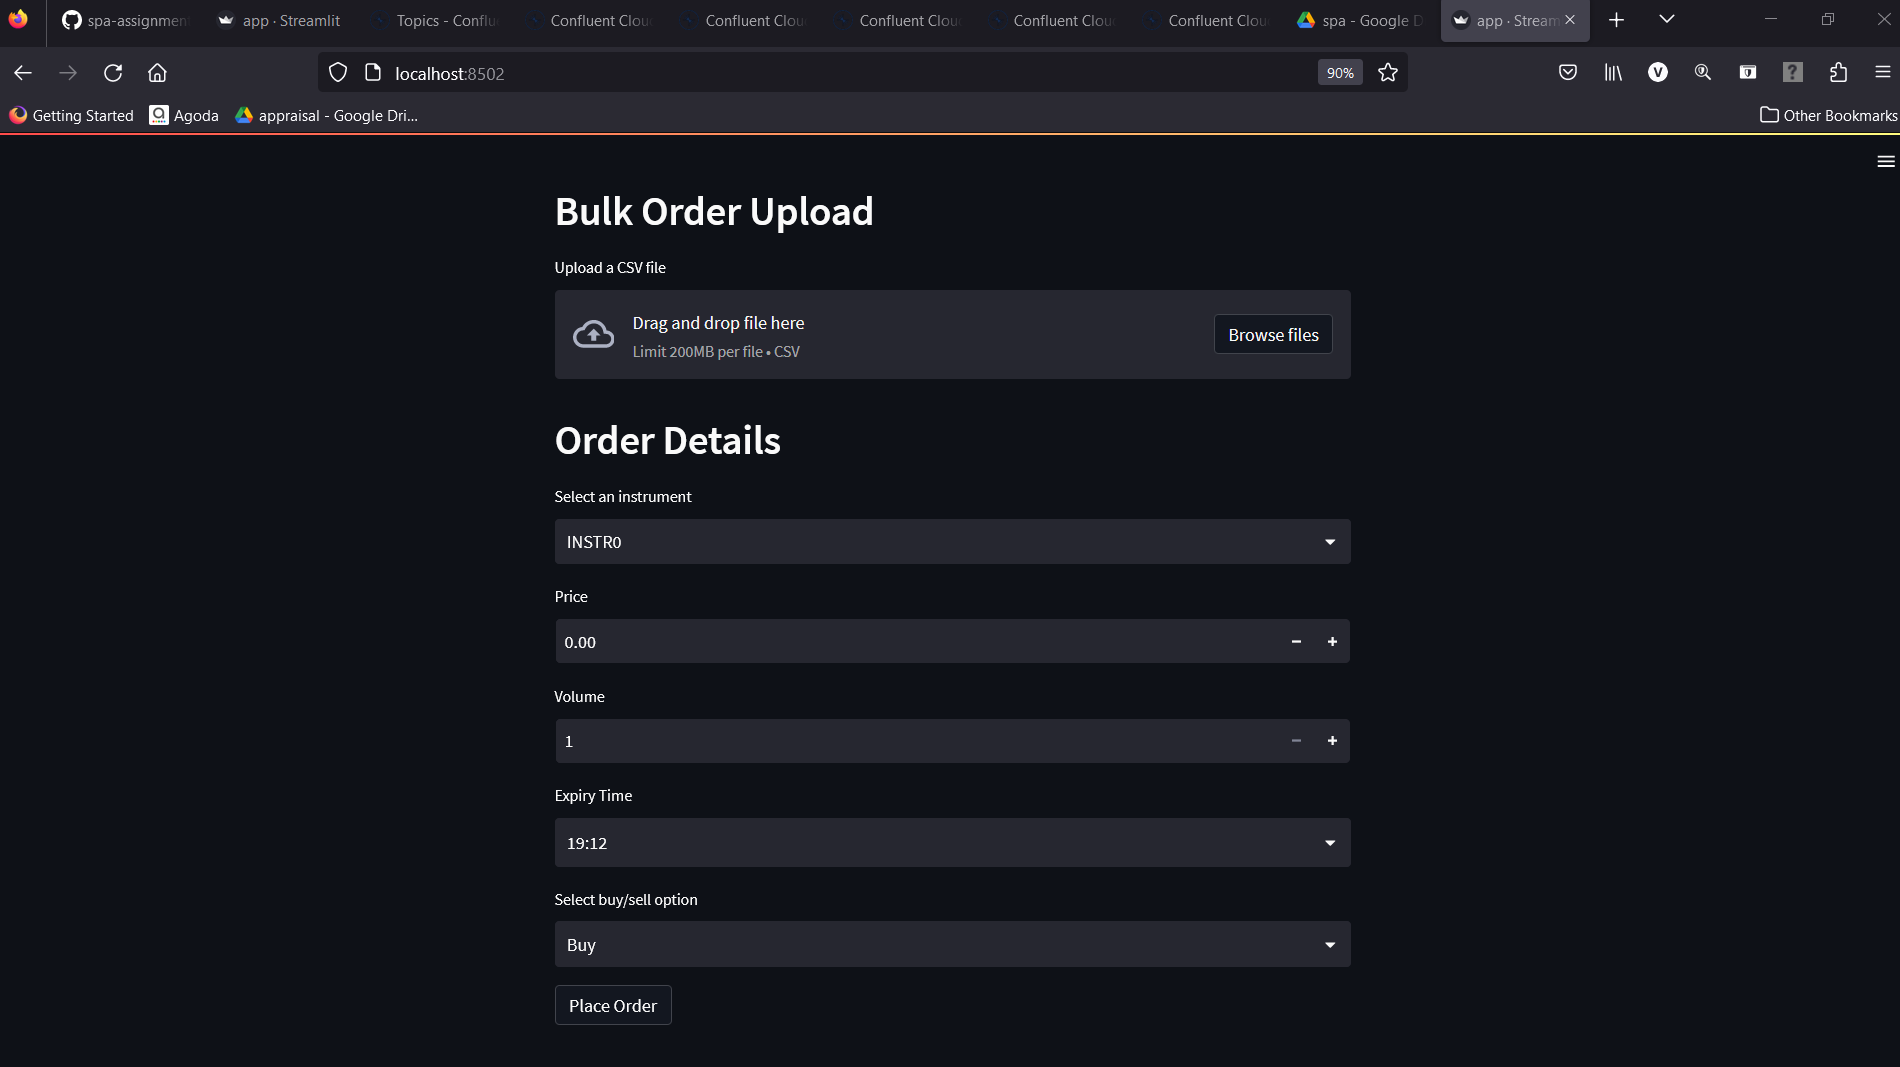 spa-assignmen
app · Streamlit
Topics - Conflu
Confluent Clou
Confluent Clou
Confluent Clou
Confluent Clou
Confluent Clou
spa - Google D
app · Stream
localhost:8502
90%
V
Getting Started
Agoda
appraisal - Google Dri...
Other Bookmarks
Bulk Order Upload
Upload a CSV file
Drag and drop file here
Limit 200MB per file • CSV
Browse files
Order Details
Select an instrument
INSTR0
Price
0.00
Volume
1
Expiry Time
19:12
Select buy/sell option
Buy
Place Order